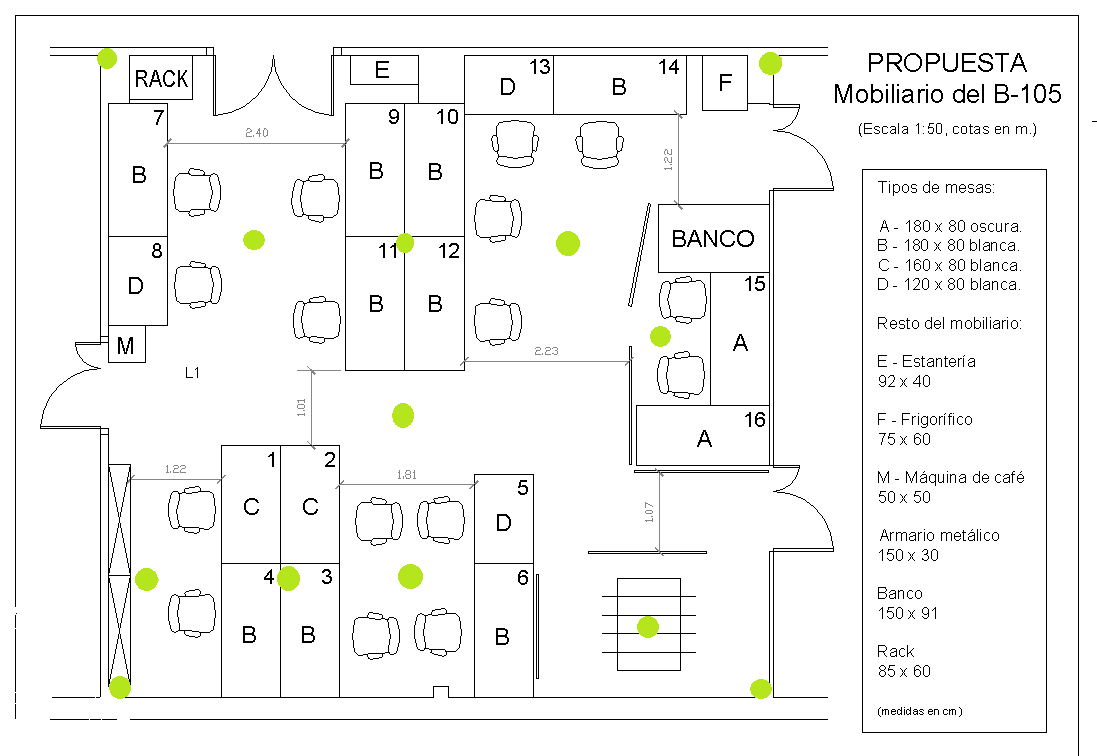 PROPUESTA
Mobiliario del B-105
(Escala 1:50, cotas en m.)
Tipos de mesas:
A - 180 x 80 oscura.
B - 180 x 80 blanca.
C - 160 x 80 blanca.
D - 120 x 80 blanca.
Resto del mobiliario:
E - Estantería
92 x 40
F - Frigorífico
75 x 60
M - Máquina de café
50 x 50
Armario metálico
150 x 30
Banco
150 x 91
Rack
85 x 60
(medidas en cm)
RACK
E
13
D
14
B
F
7
B
2.40
9
B
10
B
1.22
8
D
11
B
12
B
BANCO
15
A
M
L1
2.23
1.01
16
A
1.22
1
C
2
C
1.81
5
D
1.07
4
B
3
B
6
B